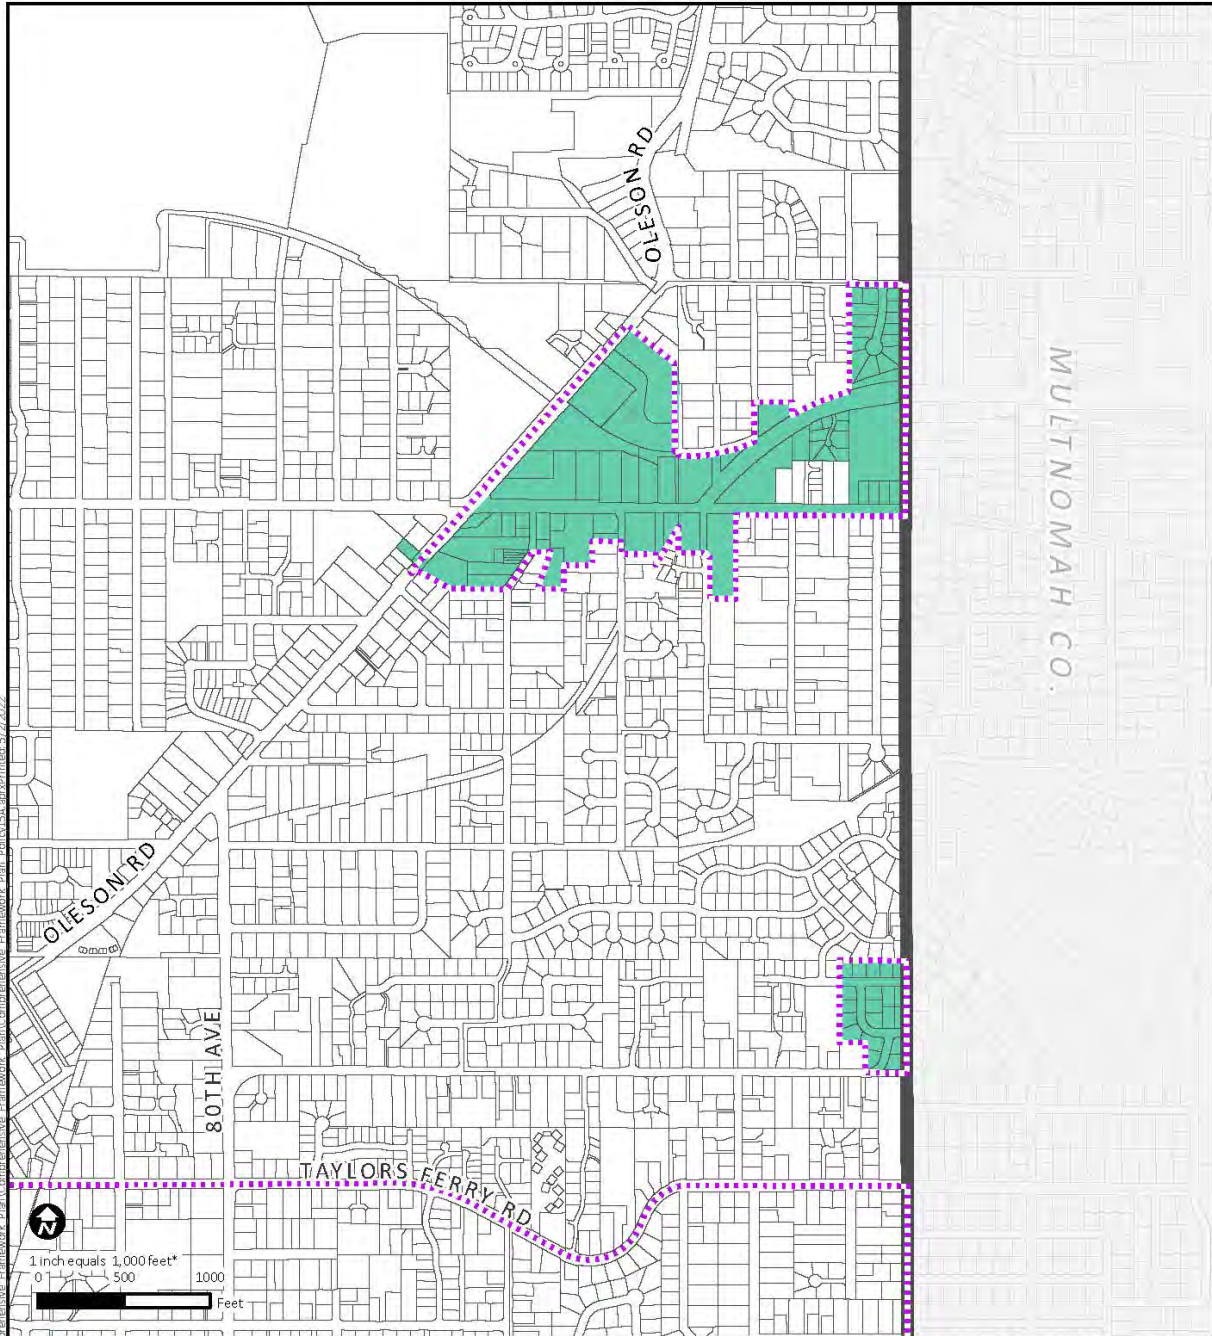 OLESON RD
MULTNOMAH CO.
OLESON RD
80TH AVE
TAYLORS FERRY RD
N
1 inch equals 1,000 feet*
0 500 1000
Feet